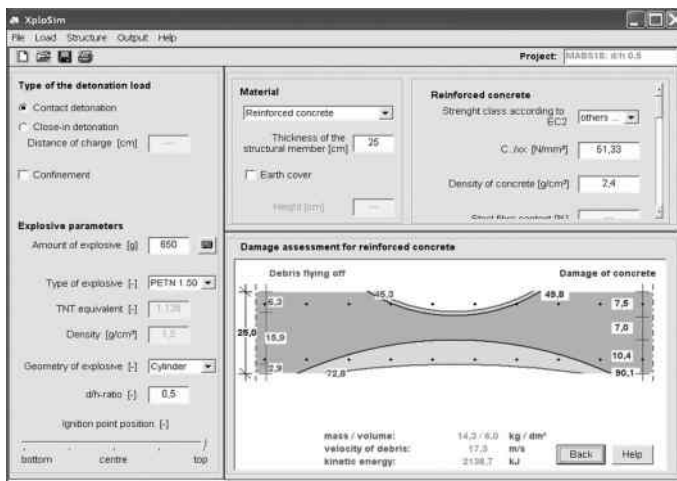 XploSim
File Load Structure Output Help
Project: MABS18: d/h 0.5
Type of the detonation load
Contact detonation
Close-in detonation
Distance of charge [cm]
Confinement
Explosive parameters
Amount of explosive [g] 650
Type of explosive [-] PETN 1.50
TNT equivalent [-]
Density [g/cm³]
Geometry of explosive [-] Cylinder
d/h-ratio [-] 0,5
Ignition point position [-]
bottom centre top
Material
Reinforced concrete
Thickness of the
structural member [cm] 25
Earth cover
Height [cm]
Reinforced concrete
Strenght class according to
EC2 others ...
[N/mm²] 51,33
Density of concrete [g/cm³] 2,4
Damage assessment for reinforced concrete
Debris flying off Damage of concrete
6,3 45,3 49,8 7,5
25,0 15,9 7,0
2,9 72,8 10,4
90,1
mass / volume: 14,3 / 6,0 kg / dm³
velocity of debris: 17,3 m/s
kinetic energy: 2138,7 kJ
Back Help